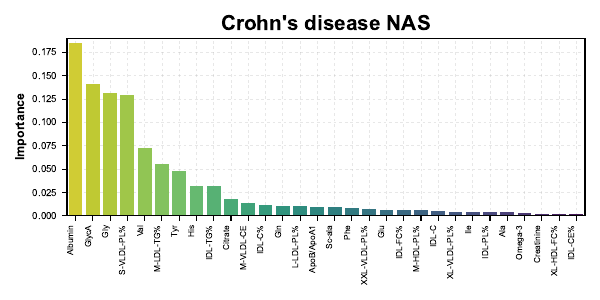 Crohn's disease NAS
Importance
0.175
0.150
0.125
0.100
0.075
0.050
0.025
0.000
Albumin
GlycA
Gly
S-VLDL-PL%
Val
M-LDL-TG%
Tyr
His
IDL-TG%
Citrate
M-VLDL-CE
IDL-C%
Gln
L-LDL-PL%
ApoB/ApoA1
Sc-ala
Phe
XXL-VLDL-PL%
Glu
IDL-FC%
M-HDL-PL%
IDL-C
XL-VLDL-PL%
Ile
IDL-PL%
Ala
Omega-3
Creatinine
XL-HDL-FC%
IDL-CE%